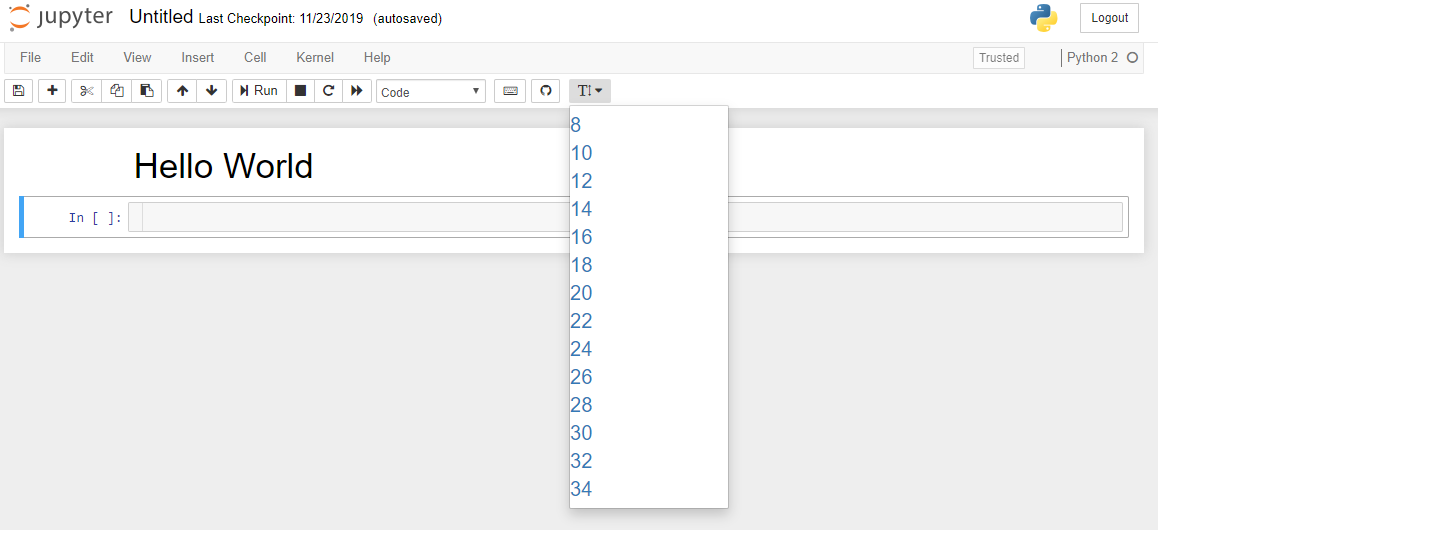 jupyter Untitled Last Checkpoint: 11/23/2019 (autosaved) Logout
File Edit View Insert Cell Kernel Help Trusted Python 2
Run Code T
8
10
12
14
16
18
20
22
24
26
28
30
32
34
Hello World
In [ ]: